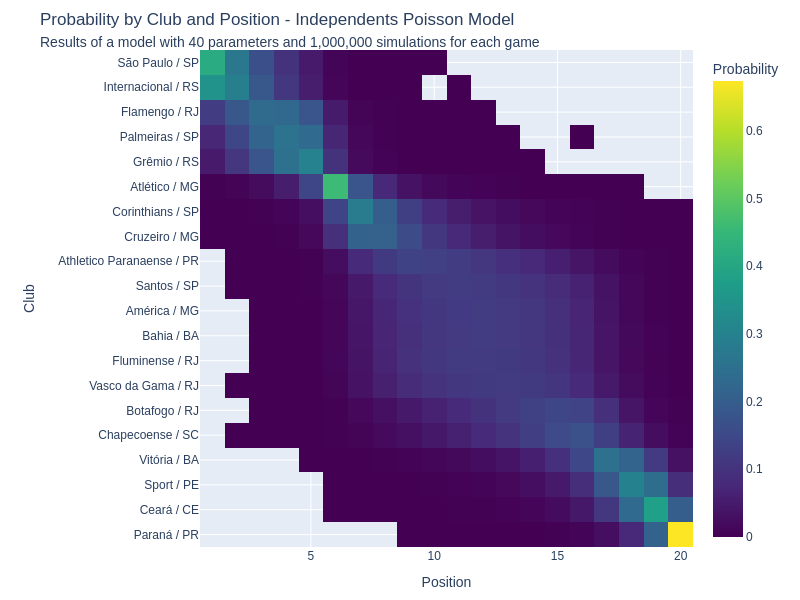 Probability by Club and Position - Independents Poisson Model
Results of a model with 40 parameters and 1,000,000 simulations for each game
São Paulo / SP
Internacional / RS
Flamengo / RJ
Palmeiras / SP
Grêmio / RS
Atlético / MG
Corinthians / SP
Cruzeiro / MG
Athletico Paranaense / PR
Santos / SP
América / MG
Bahia / BA
Fluminense / RJ
Vasco da Gama / RJ
Botafogo / RJ
Chapecoense / SC
Vitória / BA
Sport / PE
Ceará / CE
Paraná / PR
Club
5
10
15
20
Position
Probability
0.6
0.5
0.4
0.3
0.2
0.1
0